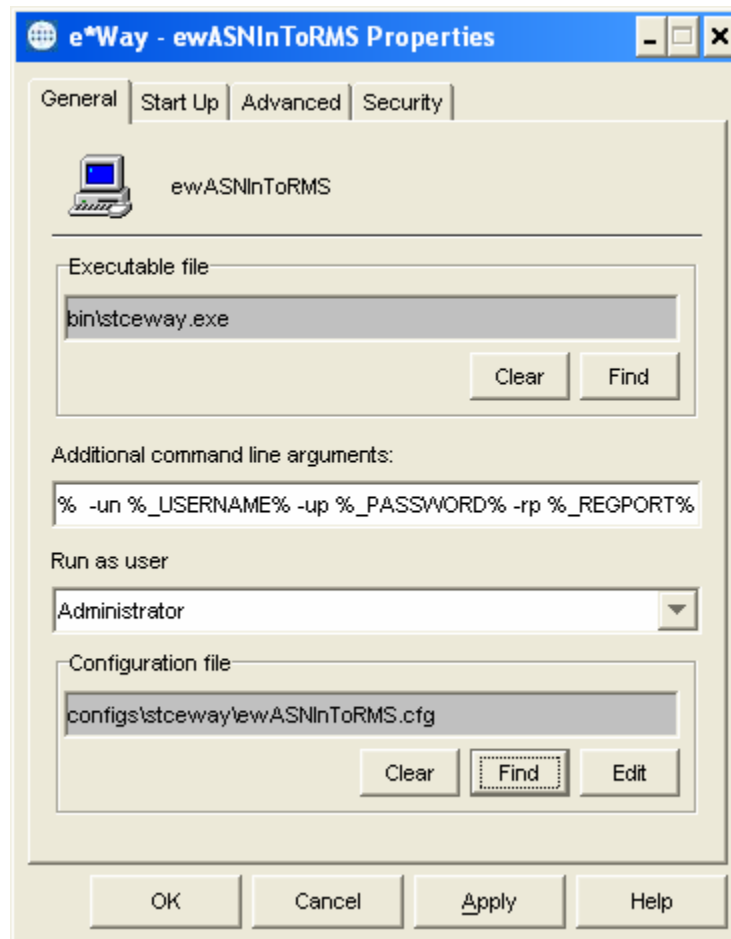 e*Way - ewASNInToRMS Properties
General Start Up Advanced Security
ewASNInToRMS
Executable file
bin\stceway.exe
Clear Find
Additional command line arguments:
% -un %_USERNAME% -up %_PASSWORD% -rp %_REGPORT%
Run as user
Administrator
Configuration file
configs\stceway\ewASNInToRMS.cfg
Clear Find Edit
OK Cancel Apply Help